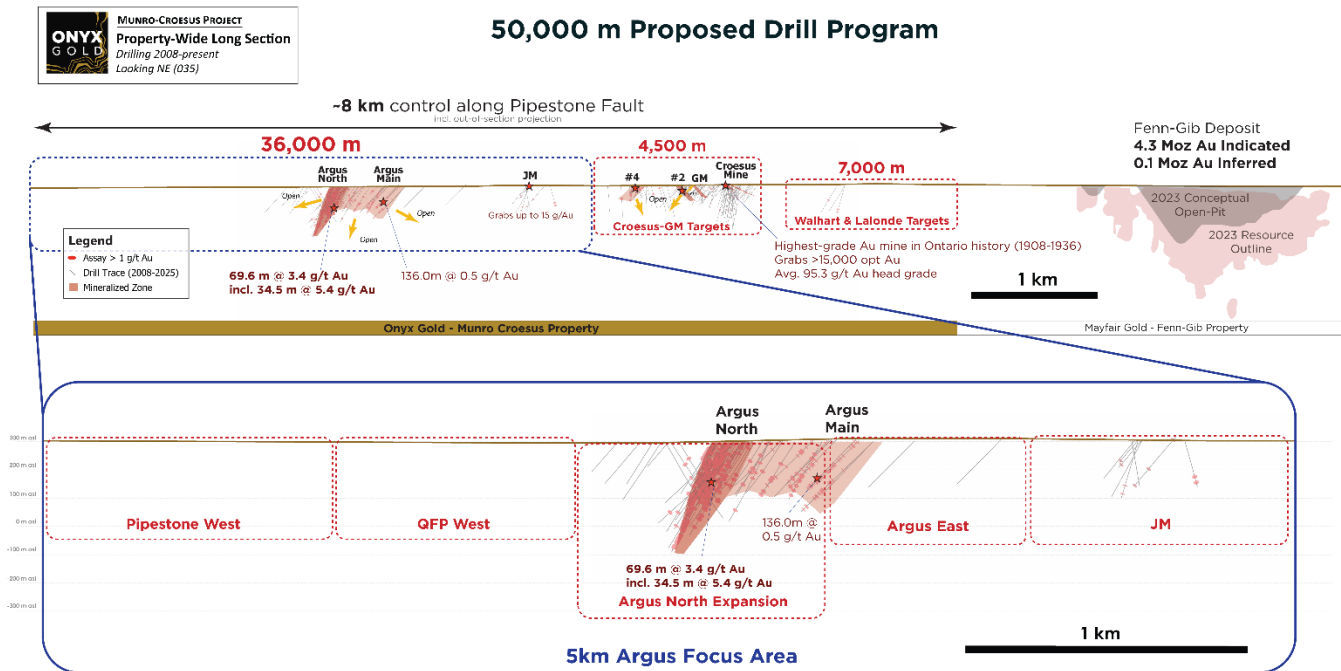 ONYX
GOLD
MUNRO-CROESUS PROJECT
Property-Wide Long Section
Drilling 2008-present
Looking NE (035)
50,000 m Proposed Drill Program
~8 km control along Pipestone Fault
incl. out-of-section projection
36,000 m
4,500 m
7,000 m
Fenn-Gib Deposit
4.3 Moz Au Indicated
0.1 Moz Au Inferred
Argus
North
Argus
Main
JM
#4
#2
GM
Croesus
Mine
Open
Open
Open
Open
Grabs up to 15 g/Au
Croesus-GM Targets
Walhart & Lalonde Targets
2023 Conceptual
Open-Pit
2023 Resource
Outline
Legend
Assay > 1 g/t Au
Drill Trace (2008-2025)
Mineralized Zone
69.6 m @ 3.4 g/t Au
incl. 34.5 m @ 5.4 g/t Au
136.0m @ 0.5 g/t Au
Highest-grade Au mine in Ontario history (1908-1936)
Grabs >15,000 opt Au
Avg. 95.3 g/t Au head grade
1 km
Onyx Gold - Munro Croesus Property
Mayfair Gold - Fenn-Gib Property
Argus
North
Argus
Main
300 m asl
200 m asl
100 m asl
0 m asl
-100 m asl
200 m asl
-300 m asl
Pipestone West
QFP West
136.0m @
0.5 g/t Au
Argus East
JM
69.6 m @ 3.4 g/t Au
incl. 34.5 m @ 5.4 g/t Au
Argus North Expansion
1 km
5km Argus Focus Area